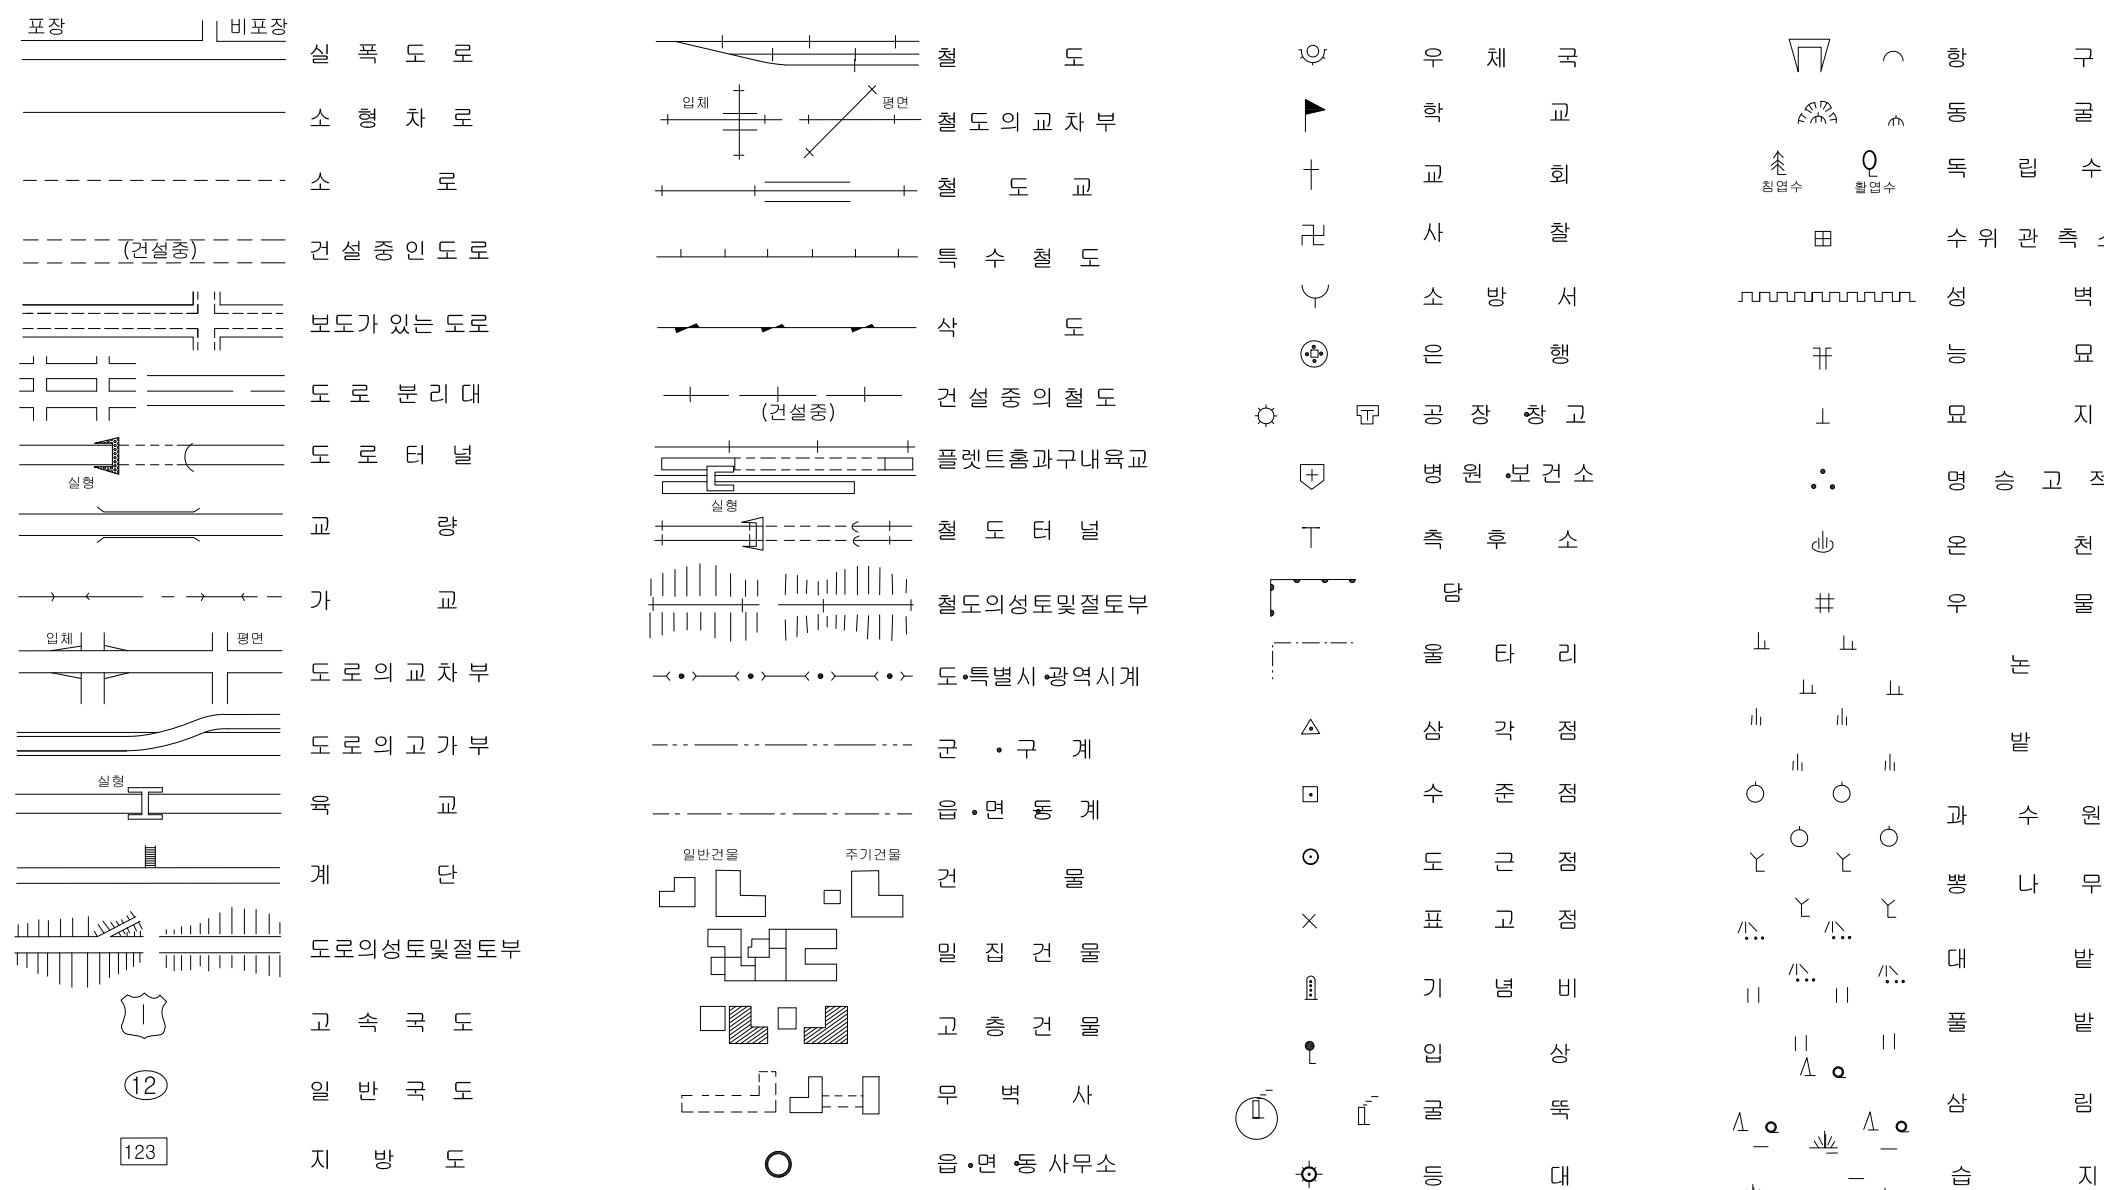 포장 비포장
실 폭 도 로
소 형 차 로
소 로
(건설중)
건 설 중 인 도 로
보도가 있는 도로
도 로 분 리 대
도 로 터 널
실형
교 량
가 교
입체 평면
도 로 의 교 차 부
도 로 의 고 가 부
실형
육 교
계 단
도로의성토및절토부
고 속 국 도
12
일 반 국 도
123
지 방 도
철 도
입체 평면
철 도 의 교 차 부
철 도 교
특 수 철 도
삭 도
건 설 중 의 철 도
(건설중)
플렛트홈과구내육교
실형
철 도 터 널
철도의성토및절토부
도•특별시•광역시계
군 • 구 계
읍 •면 •동 계
일반건물 주기건물
건 물
밀 집 건 물
고 층 건 물
무 벽 사
읍•면•동 사무소
우 체 국
학 교
교 회
사 찰
소 방 서
은 행
공 장 •창 고
병 원 •보 건 소
측 후 소
담
울 타 리
삼 각 점
수 준 점
도 근 점
표 고 점
기 념 비
입 상
굴 뚝
등 대
항 구
동 굴
독 립 수
침엽수 활엽수
수 위 관 측
성 벽
능 묘
묘 지
명 승 고 적
온 천
우 물
논
밭
과 수 원
뽕 나 무
대 밭
풀 밭
삼 림
습 지